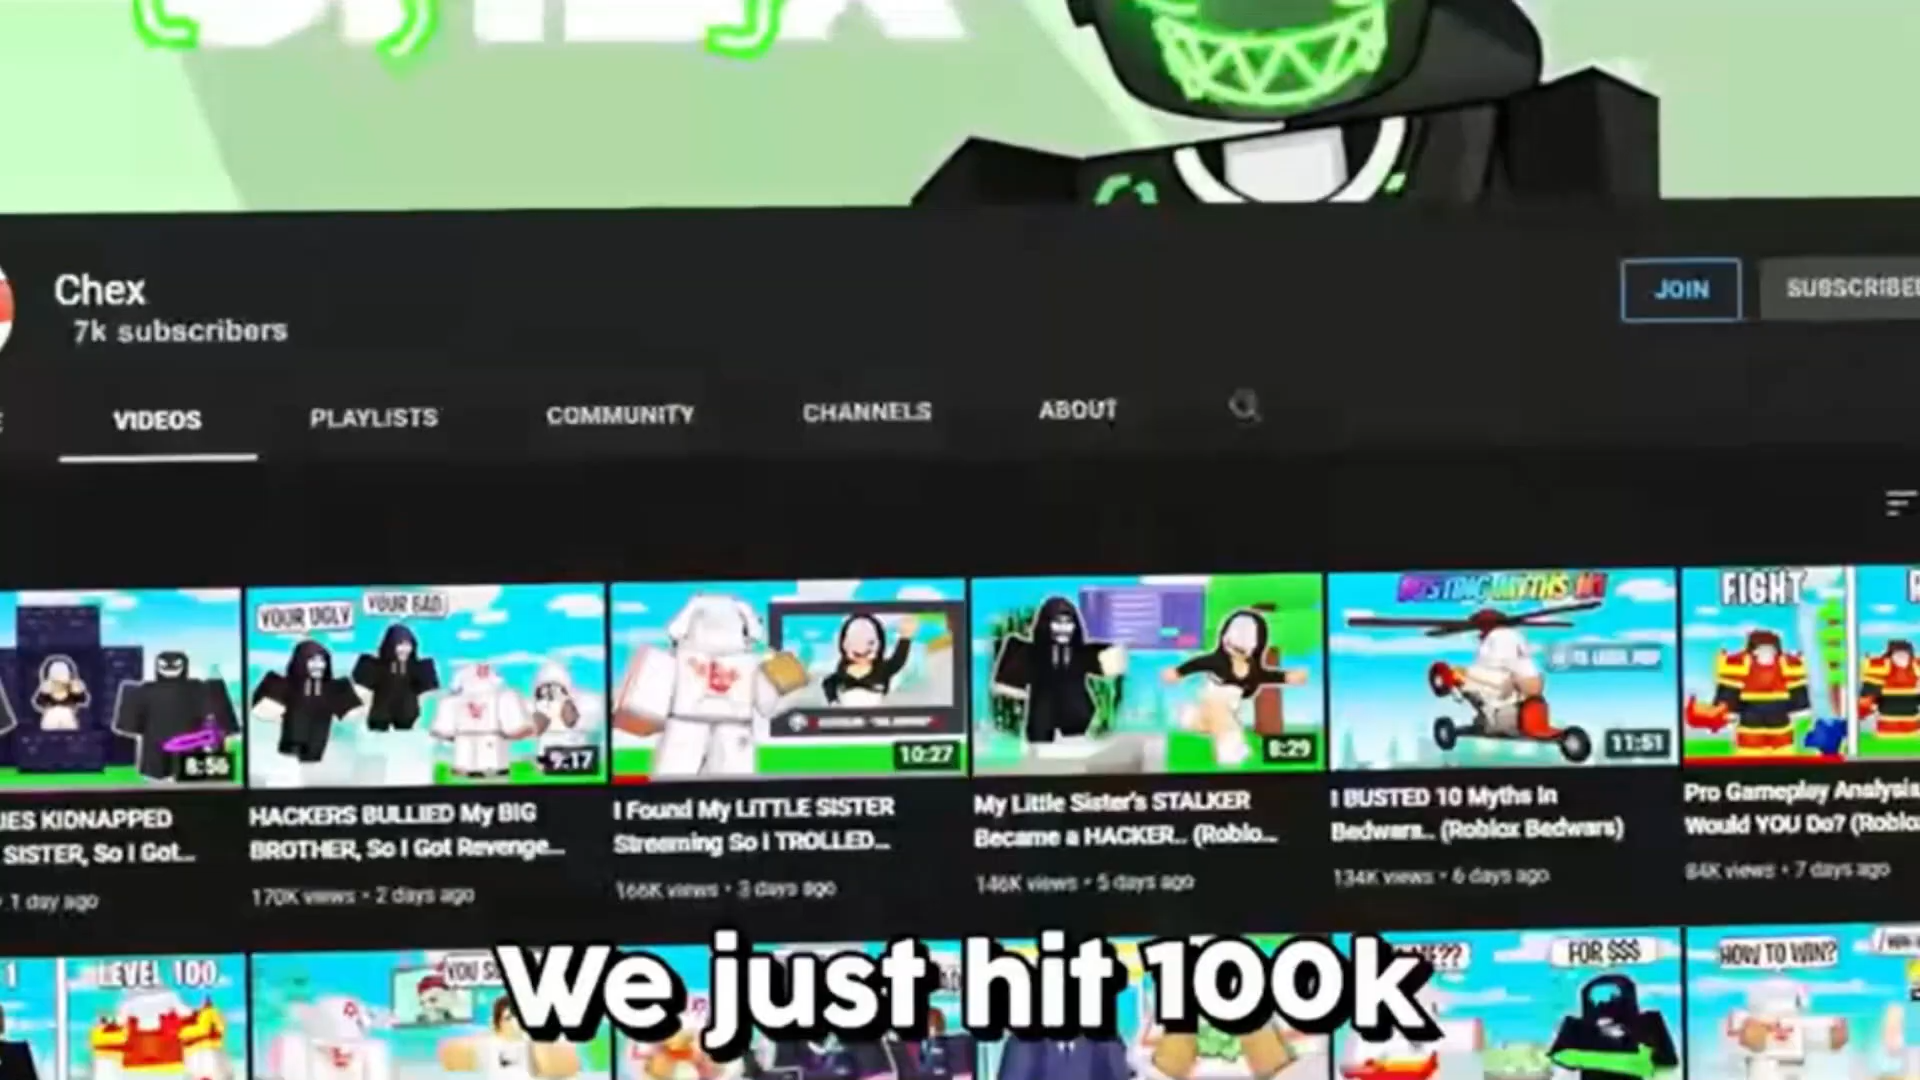 Chex
7k subscribers
JOIN
SUBSCRIBED
VIDEOS
PLAYLISTS
COMMUNITY
CHANNELS
ABOUT
YOUR UGLY
YOUR BAD
FIGHT
8:56
9:17
10:27
8:29
11:51
KIDNAPPED
SISTER, So I Got...
1 day ago
HACKERS BULLIED My BIG
BROTHER, So I Got Revenge...
170K views • 2 days ago
I Found My LITTLE SISTER
Streaming So I TROLLED...
166K views • 3 days ago
My Little Sister's STALKER
Became a HACKER.. (Roblo...
146K views • 5 days ago
I BUSTED 10 Myths In
Bedwars.. (Roblox Bedwars)
134K views • 6 days ago
Pro Gameplay Analysis
Would YOU Do? (Roblox
84K views • 7 days ago
LEVEL 100
FOR $$$
HOW TO WIN?
We just hit 100k